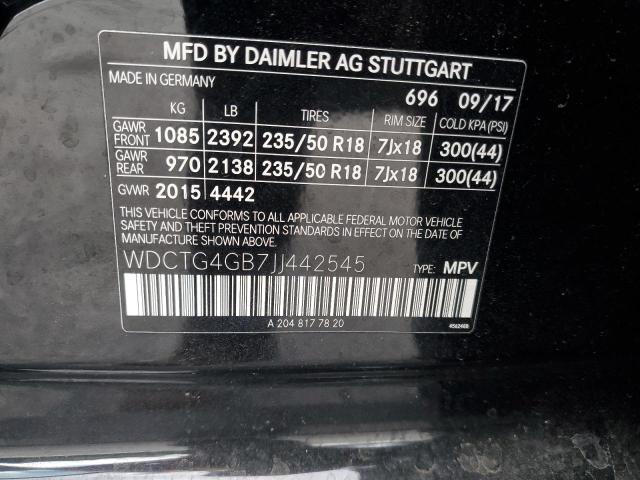 MFD BY DAIMLER AG STUTTGART
MADE IN GERMANY
696 09/17
KG LB TIRES RIM SIZE COLD KPA(PSI)
GAWR FRONT 1085 2392 235/50 R18 7Jx18 300(44)
GAWR REAR 970 2138 235/50 R18 7Jx18 300(44)
GVWR 2015 4442
THIS VEHICLE CONFORMS TO ALL APPLICABLE FEDERAL MOTOR VEHICLE
SAFETY AND THEFT PREVENTION STANDARDS IN EFFECT ON THE DATE OF
MANUFACTURE SHOWN ABOVE.
WDCTG4GB7JJ442545 TYPE: MPV
A 204 817 78 20